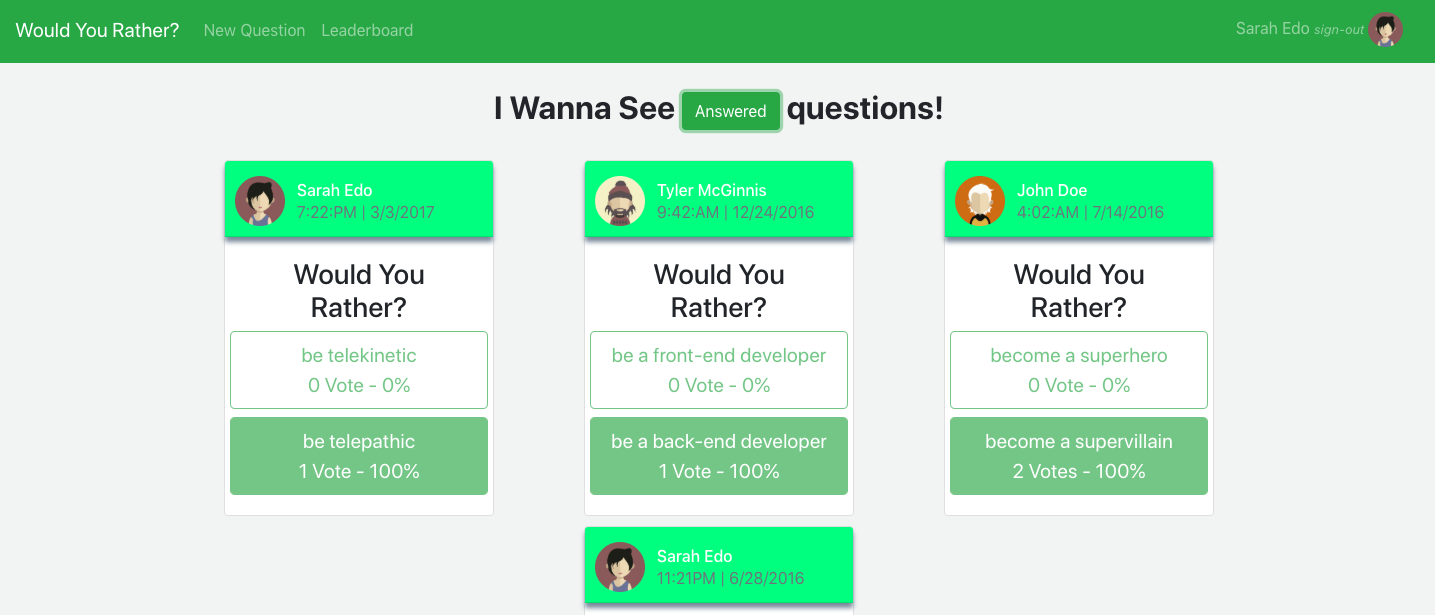 Would You Rather? New Question Leaderboard Sarah Edo sign-out
I Wanna See Answered questions!
Sarah Edo
7:22:PM | 3/3/2017
Would You
Rather?
be telekinetic
0 Vote - 0%
be telepathic
1 Vote - 100%
Tyler McGinnis
9:42:AM | 12/24/2016
Would You
Rather?
be a front-end developer
0 Vote - 0%
be a back-end developer
1 Vote - 100%
John Doe
4:02:AM | 7/14/2016
Would You
Rather?
become a superhero
0 Vote - 0%
become a supervillain
2 Votes - 100%
Sarah Edo
11:21PM | 6/28/2016